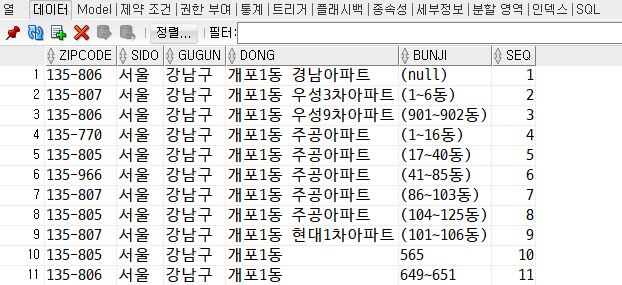 열 데이터 Model 제약 조건 권한 부여 통계 트리거 플래시백 종속성 세부정보 분할 영역 인덱스 SQL
정렬... 필터:
ZIPCODE SIDO GUGUN DONG BUNJI SEQ
1 135-806 서울 강남구 개포1동 경남아파트 (null) 1
2 135-807 서울 강남구 개포1동 우성3차아파트 (1~6동) 2
3 135-806 서울 강남구 개포1동 우성9차아파트 (901~902동) 3
4 135-770 서울 강남구 개포1동 주공아파트 (1~16동) 4
5 135-805 서울 강남구 개포1동 주공아파트 (17~40동) 5
6 135-966 서울 강남구 개포1동 주공아파트 (41~85동) 6
7 135-807 서울 강남구 개포1동 주공아파트 (86~103동) 7
8 135-805 서울 강남구 개포1동 주공아파트 (104~125동) 8
9 135-807 서울 강남구 개포1동 현대1차아파트 (101~106동) 9
10 135-805 서울 강남구 개포1동 565 10
11 135-806 서울 강남구 개포1동 649~651 11